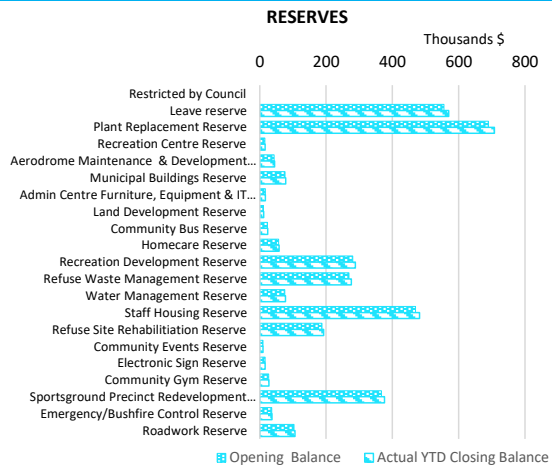 RESERVES
Thousands $
0 200 400 600 800
Restricted by Council
Leave reserve
Plant Replacement Reserve
Recreation Centre Reserve
Aerodrome Maintenance & Development...
Municipal Buildings Reserve
Admin Centre Furniture, Equipment & IT...
Land Development Reserve
Community Bus Reserve
Homecare Reserve
Recreation Development Reserve
Refuse Waste Management Reserve
Water Management Reserve
Staff Housing Reserve
Refuse Site Rehabilitiation Reserve
Community Events Reserve
Electronic Sign Reserve
Community Gym Reserve
Sportsground Precinct Redevelopment...
Emergency/Bushfire Control Reserve
Roadwork Reserve
Opening Balance Actual YTD Closing Balance